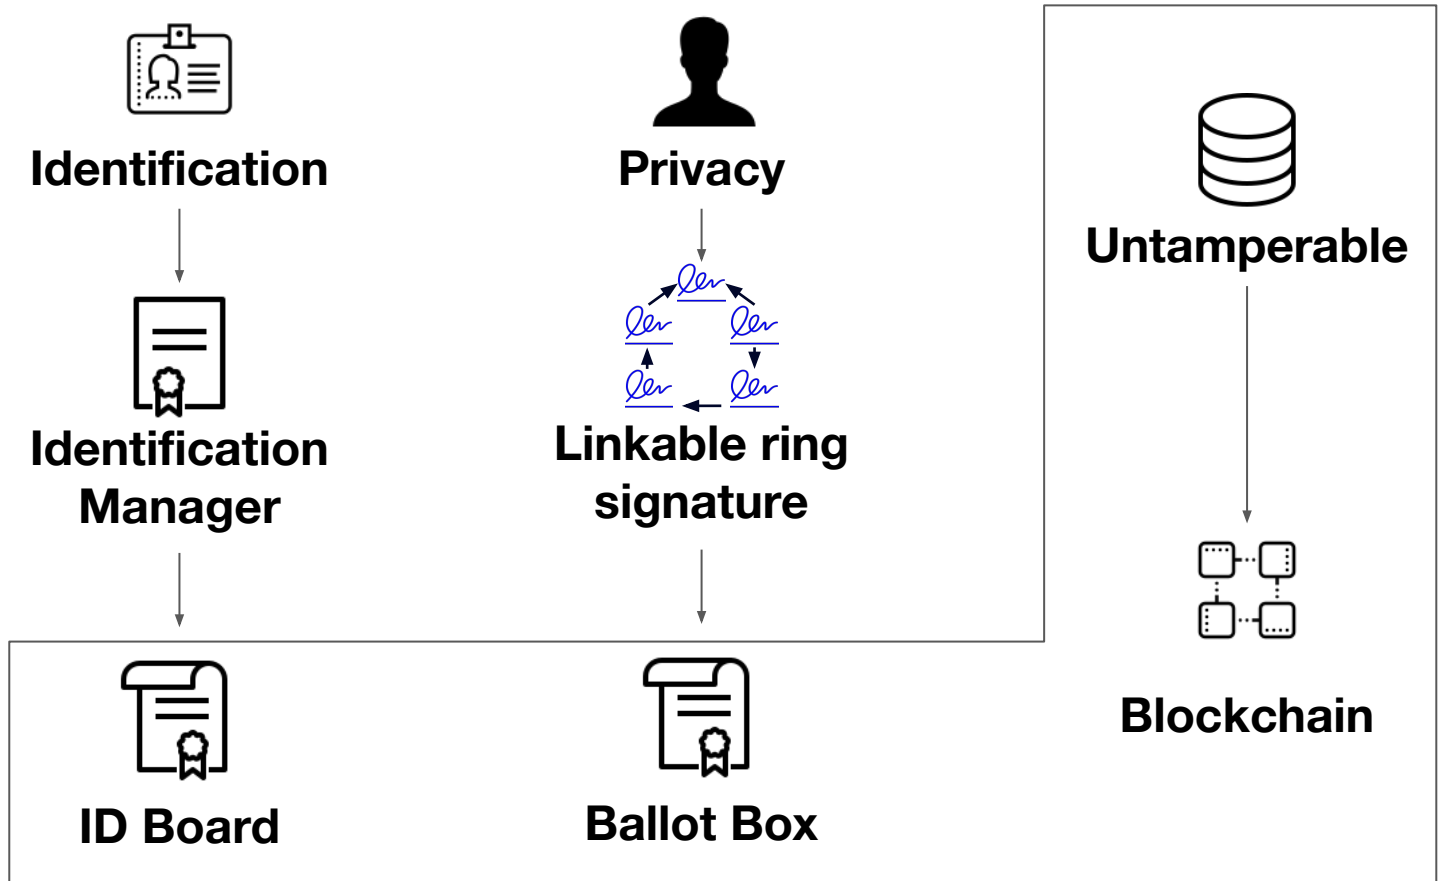 Identification
Privacy
Untamperable
Identification
Manager
Linkable ring
signature
Blockchain
ID Board
Ballot Box